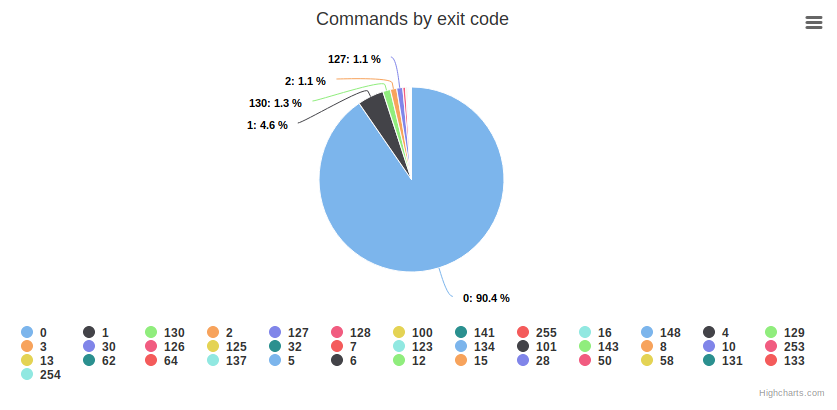 Commands by exit code
127: 1.1 %
2: 1.1 %
130: 1.3 %
1: 4.6 %
0: 90.4 %
0 1 130 2 127 128 100 141 255 16 148 4 129
3 30 126 125 32 7 123 134 101 143 8 10 253
13 62 64 137 5 6 12 15 28 50 58 131 133
254
Highcharts.com